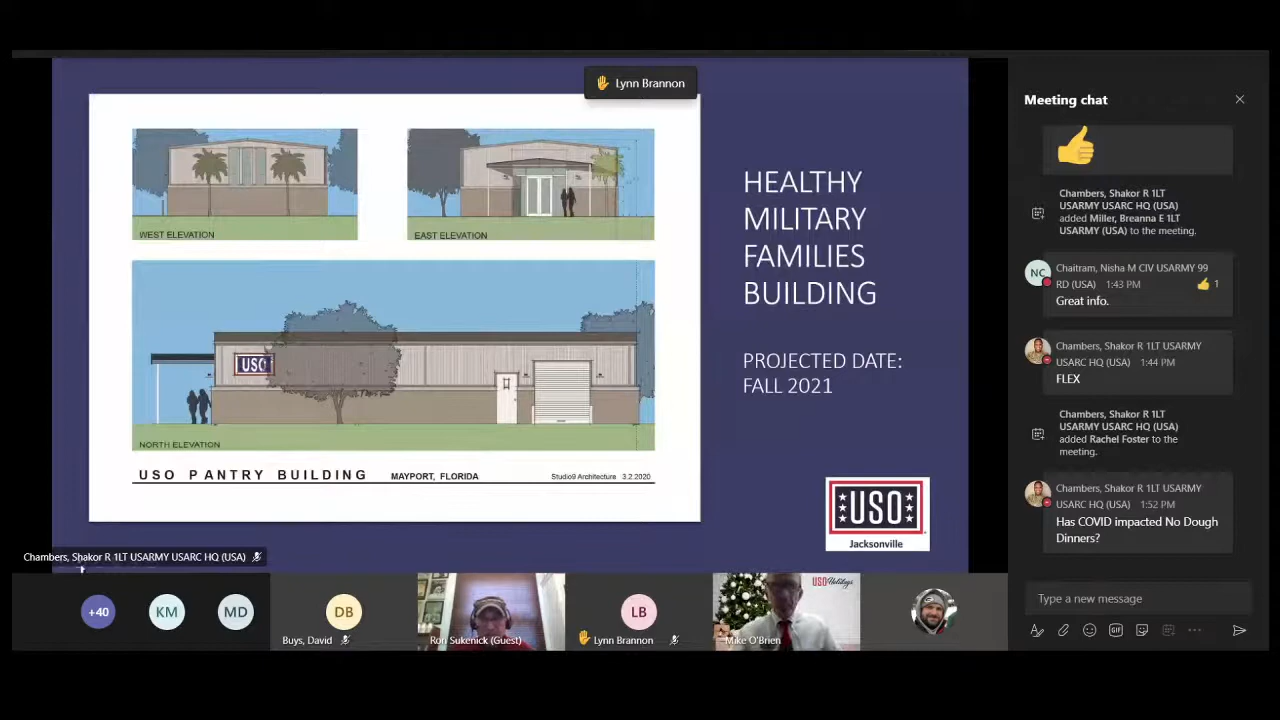 Lynn Brannon
WEST ELEVATION
EAST ELEVATION
USO
NORTH ELEVATION
USO PANTRY BUILDING MAYPORT, FLORIDA Studio9 Architecture 3.2.2020
HEALTHY
MILITARY
FAMILIES
BUILDING
PROJECTED DATE:
FALL 2021
USO
Jacksonville
Chambers, Shakor R 1LT USARMY USARC HQ (USA)
+40
KM
MD
DB
Buys, David
Ron Sukenick (Guest)
LB
Lynn Brannon
USO Holidays
Mike O'Brien
Meeting chat
Chambers, Shakor R 1LT
USARMY USARC HQ (USA)
added Miller, Breanna E 1LT
USARMY (USA) to the meeting.
NC
Chaitram, Nisha M CIV USARMY 99
RD (USA) 1:43 PM 1
Great info.
Chambers, Shakor R 1LT USARMY
USARC HQ (USA) 1:44 PM
FLEX
Chambers, Shakor R 1LT
USARMY USARC HQ (USA)
added Rachel Foster to the
meeting.
Chambers, Shakor R 1LT USARMY
USARC HQ (USA) 1:52 PM
Has COVID impacted No Dough
Dinners?
Type a new message
GIF